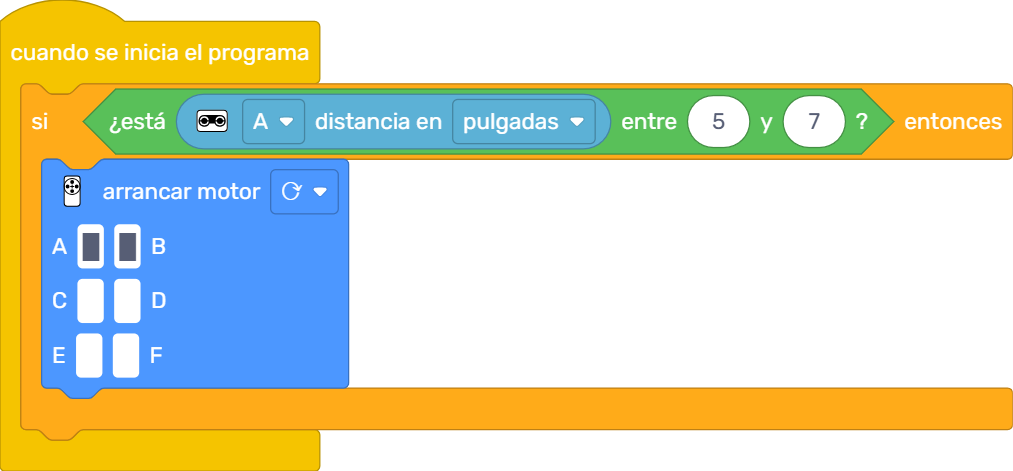 cuando se inicia el programa
si ¿está A distancia en pulgadas entre 5 y 7 ? entonces
arrancar motor
A B
C D
E F